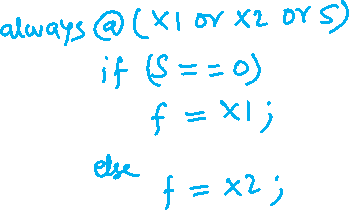 always @ (X1 or X2 or S)
if (S == 0)
f = X1;
else
f = X2;